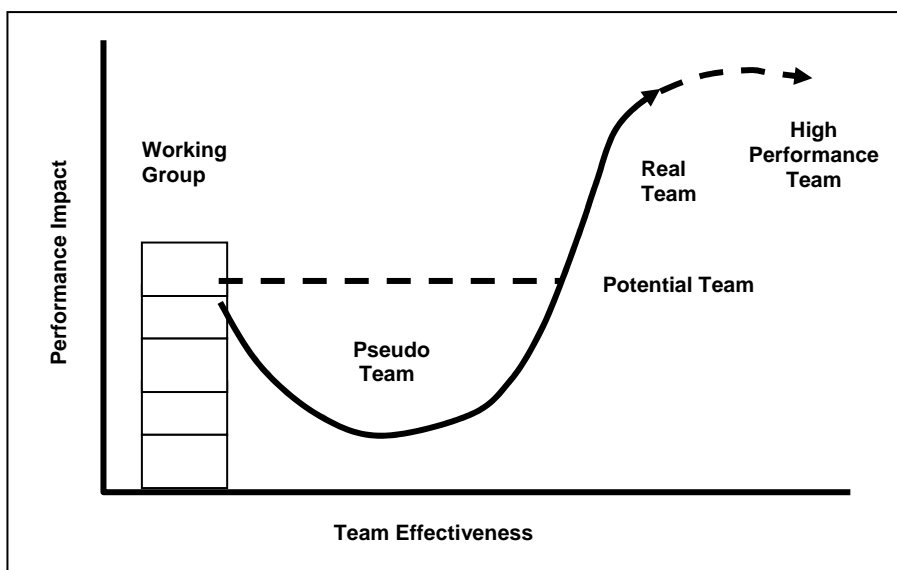 Working
Group
High
Performance
Team
Real
Team
Potential Team
Pseudo
Team
Performance Impact
Team Effectiveness